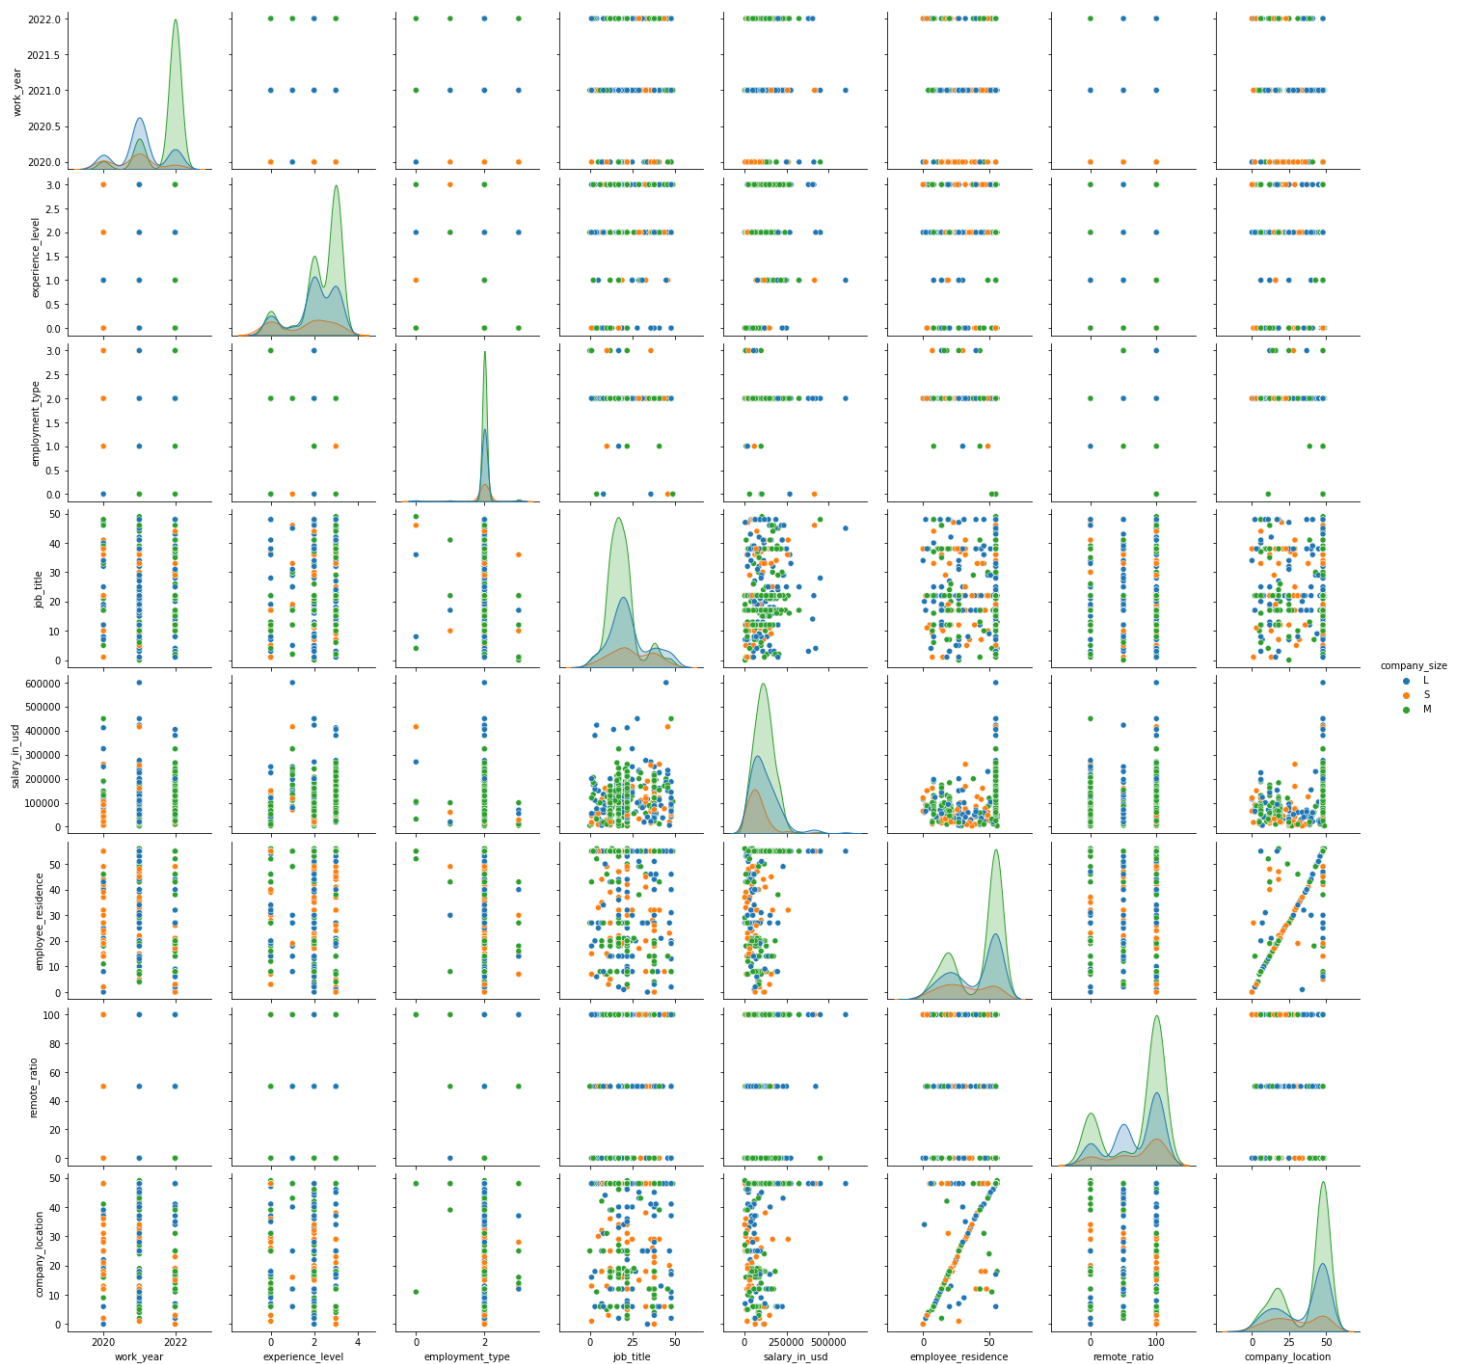 2022.0
2021.5
2021.0
2020.5
2020.0
work_year
3.0
2.5
2.0
1.5
1.0
0.5
0.0
experience_level
3.0
2.5
2.0
1.5
1.0
0.5
0.0
employment_type
50
40
30
20
10
0
job_title
600000
500000
400000
300000
200000
100000
0
salary_in_usd
50
40
30
20
10
0
employee_residence
100
80
60
40
20
0
remote_ratio
50
40
30
20
10
0
company_location
2020 2022
work_year
0 2 4
experience_level
0 2
employment_type
0 25 50
job_title
0 250000 500000
salary_in_usd
0 50
employee_residence
0 100
remote_ratio
0 25 50
company_location
company_size
L
S
M